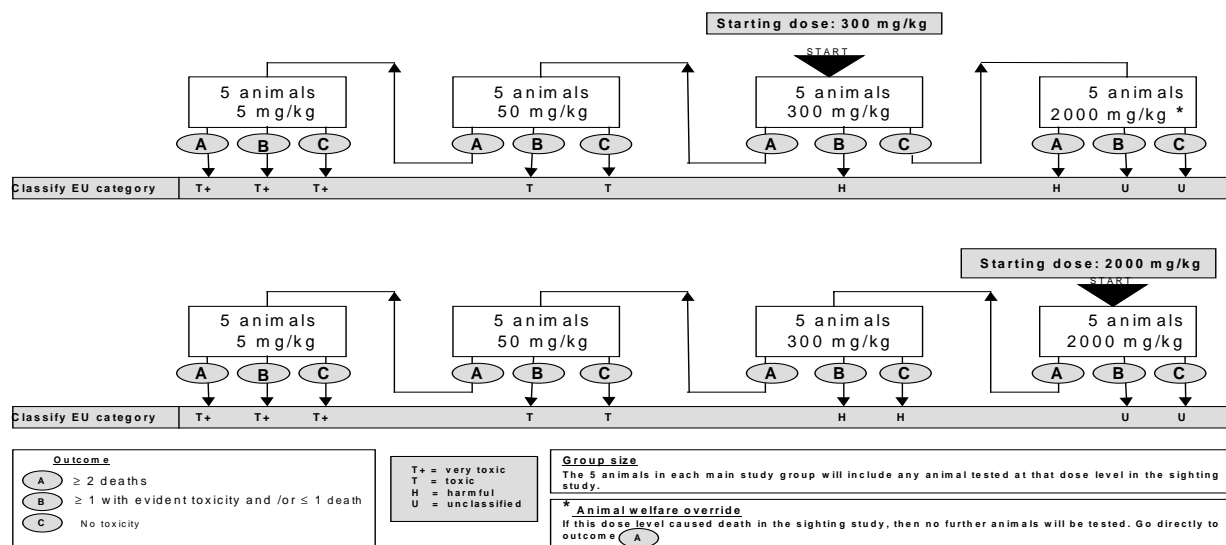 Starting dose: 300 mg/kg
START
5 animals
5 mg/kg
5 animals
50 mg/kg
5 animals
300 mg/kg
5 animals
2000 mg/kg *
A B C A B C A B C A B C
Classify EU category T+ T+ T+ T T H H U U
Starting dose: 2000 mg/kg
START
5 animals
5 mg/kg
5 animals
50 mg/kg
5 animals
300 mg/kg
5 animals
2000 mg/kg
A B C A B C A B C A B C
Classify EU category T+ T+ T+ T T H H U U
Outcome
A ≥ 2 deaths
B ≥ 1 with evident toxicity and /or ≤ 1 death
C No toxicity
T+ = very toxic
T = toxic
H = harmful
U = unclassified
Group size
The 5 animals in each main study group will include any animal tested at that dose level in the sighting
study.
* Animal welfare override
If this dose level caused death in the sighting study, then no further animals will be tested. Go directly to
outcome A